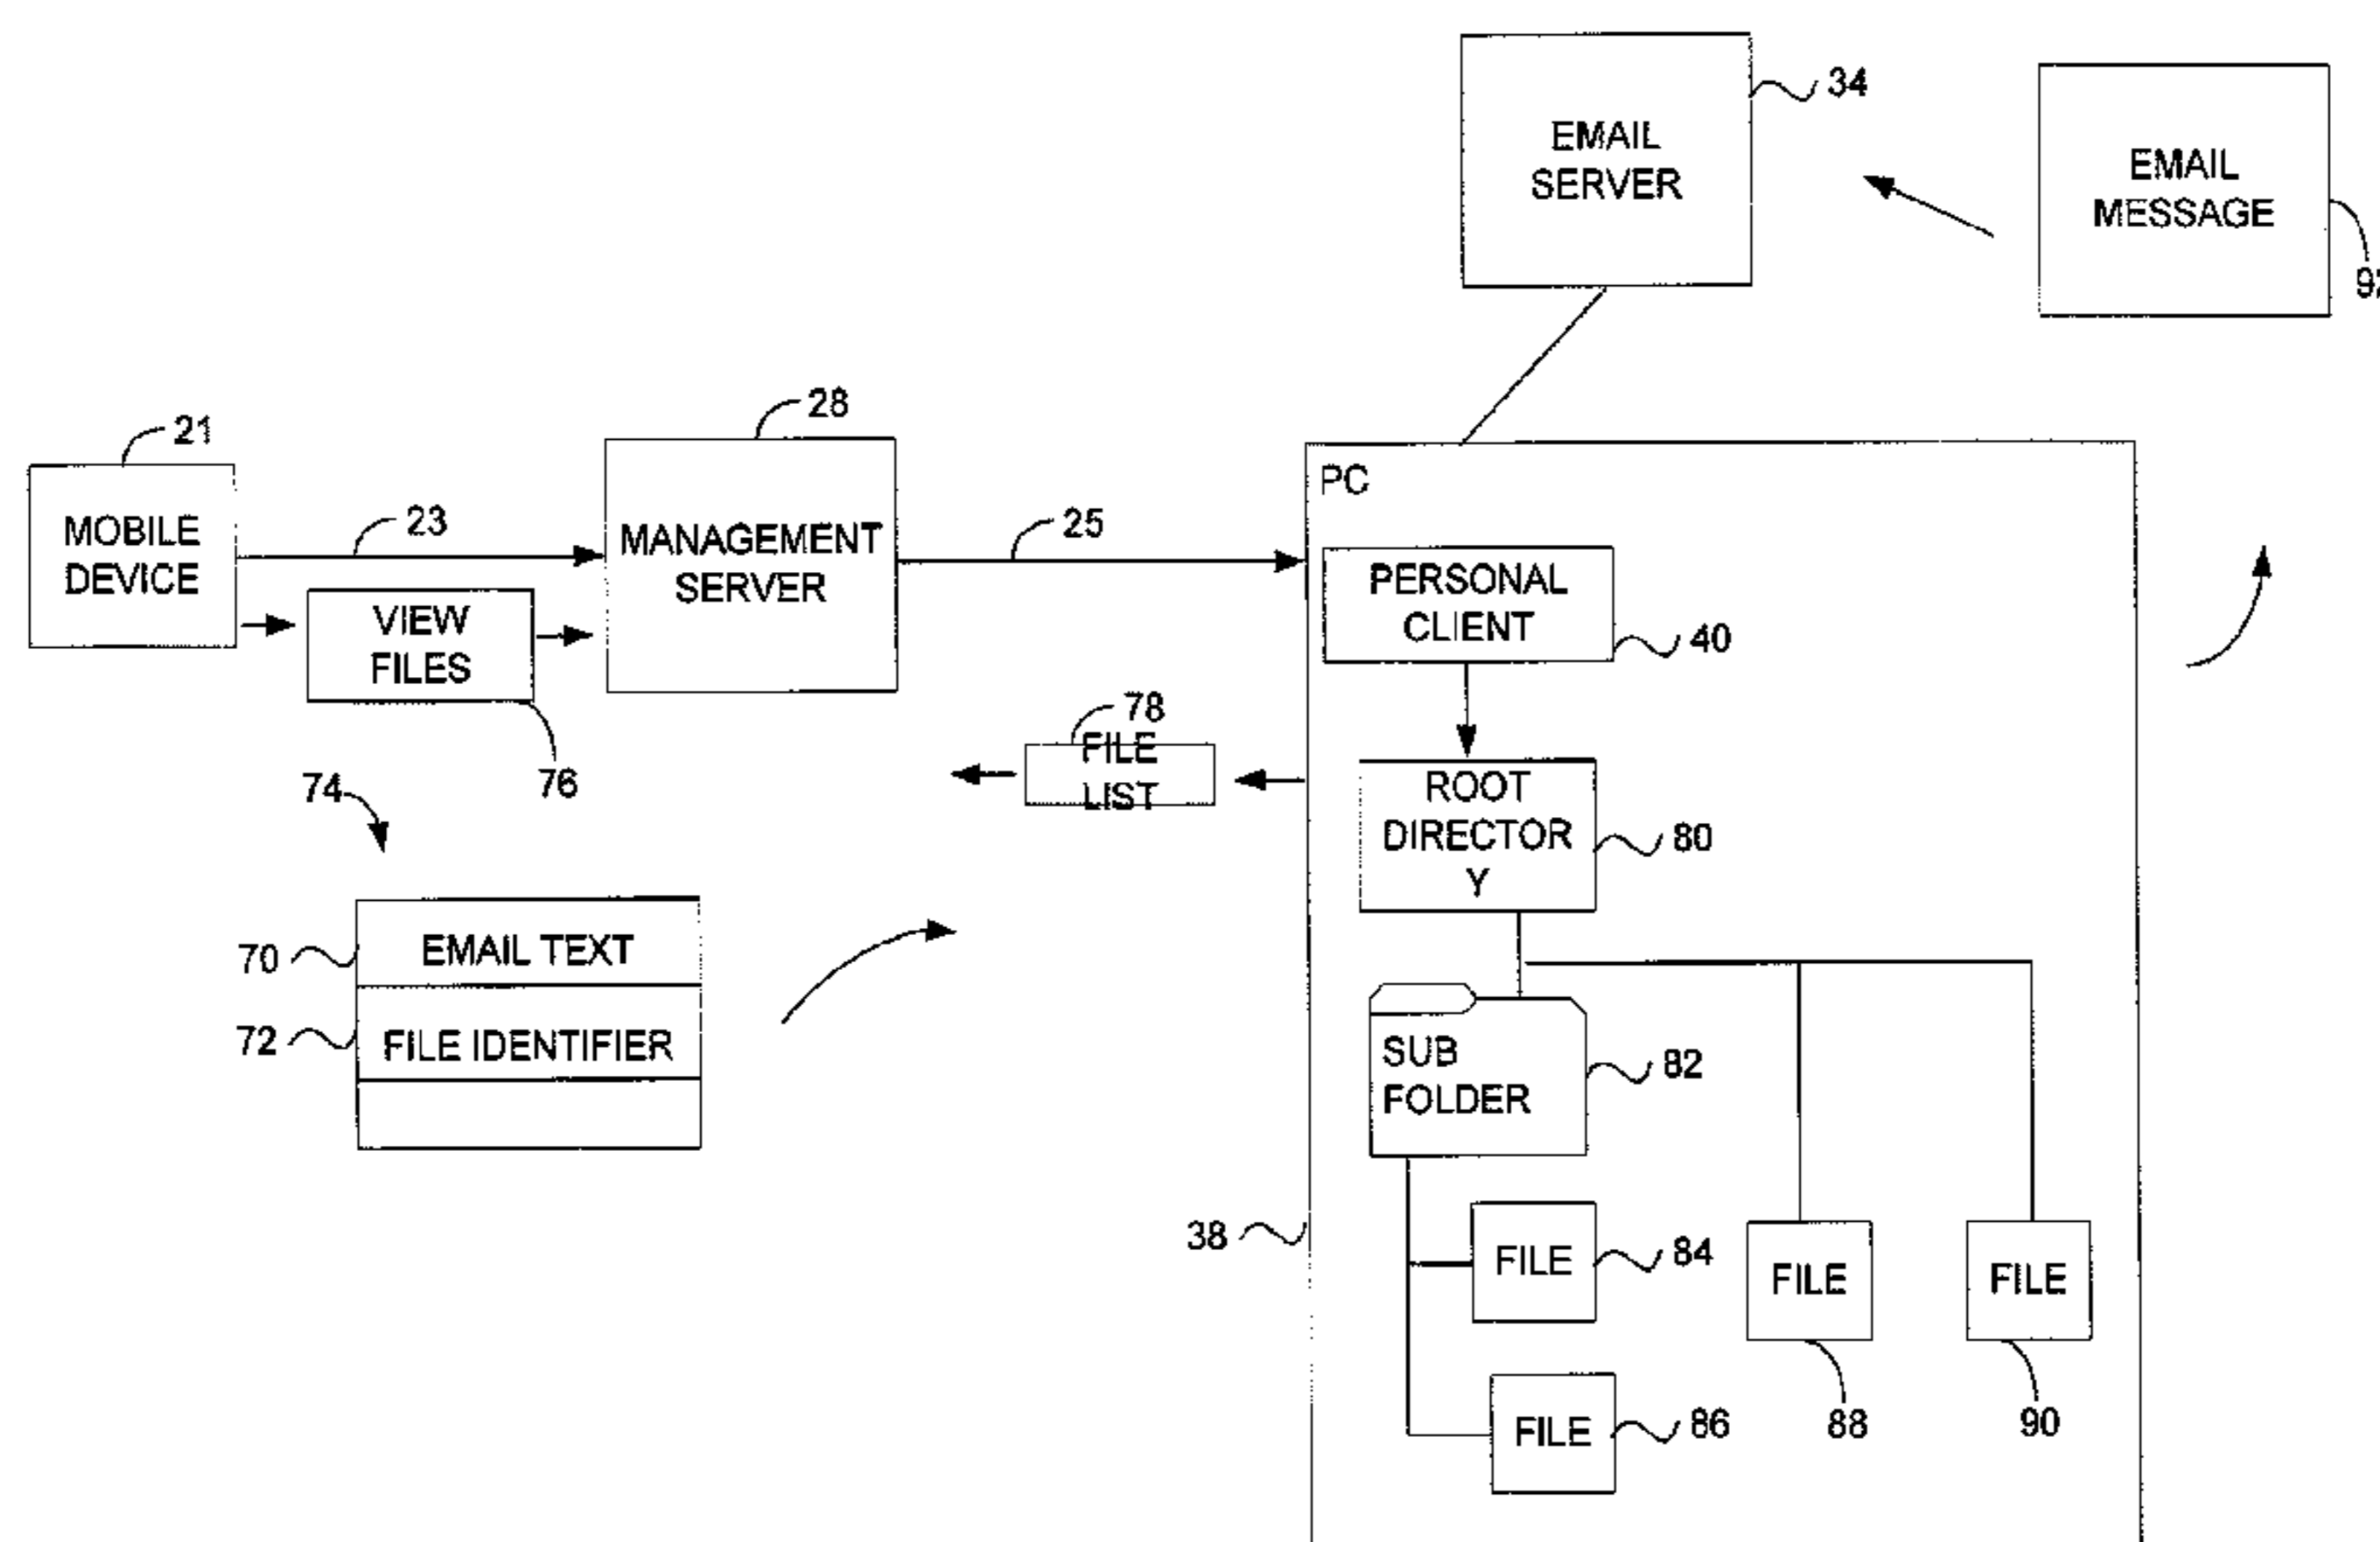 34
EMAIL
SERVER
EMAIL
MESSAGE
28
21
PC
23
25
MOBILE
DEVICE
MANAGEMENT
SERVER
PERSONAL
CLIENT
40
VIEW
FILES
76
78
FILE
LIST
74
ROOT
DIRECTOR
Y
80
70
EMAIL TEXT
72
FILE IDENTIFIER
SUB
FOLDER
82
38
FILE
84
FILE
88
FILE
90
FILE
86